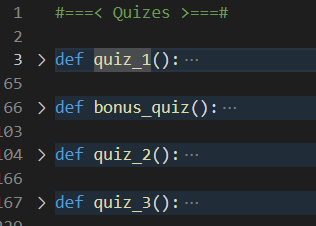 1 #===< Quizes >===#
2
3 > def quiz_1():···
65
66 > def bonus_quiz():···
103
104 > def quiz_2():···
166
167 > def quiz_3():···